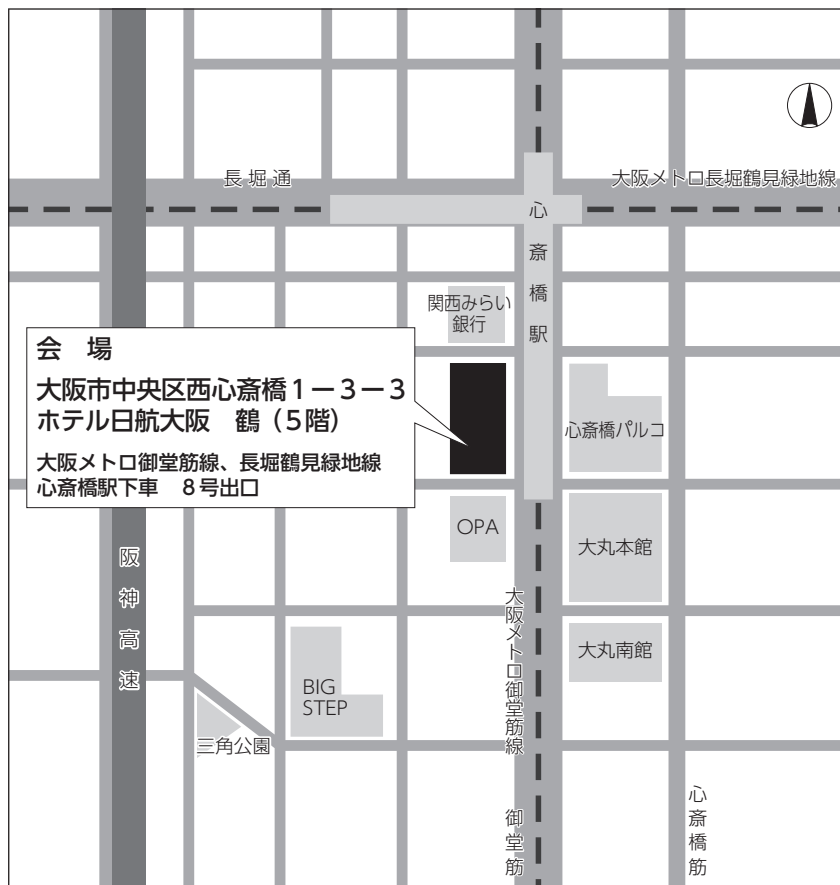 長堀通
大阪メトロ長堀鶴見緑地線
心斎橋駅
関西みらい
銀行
会　場
大阪市中央区西心斎橋１－３－３
ホテル日航大阪　鶴（５階）
大阪メトロ御堂筋線、長堀鶴見緑地線
心斎橋駅下車　８号出口
心斎橋パルコ
OPA
大丸本館
阪神高速
大阪メトロ御堂筋線
大丸南館
BIG
STEP
三角公園
御堂筋
心斎橋筋